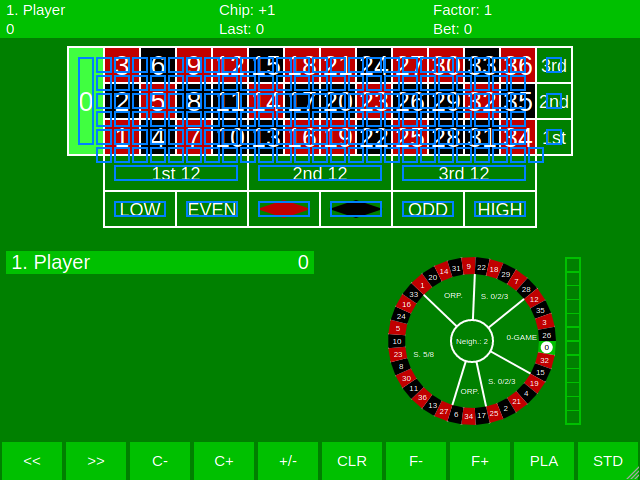 1. Player Chip: +1 Factor: 1
0 Last: 0 Bet: 0
3 6 9 12 15 18 21 24 27 30 33 36 3rd
0 2 5 8 11 14 17 20 23 26 29 32 35 2nd
1 4 7 10 13 16 19 22 25 28 31 34 1st
1st 12 2nd 12 3rd 12
LOW EVEN ODD HIGH
1. Player 0
ORP.
S. 0/2/3
0-GAME
Neigh.: 2
S. 5/8
S. 0/2/3
ORP.
9 22 18 29 7 28 12 35 3 26 0 32 15 19 4 21 2 25 17 34 6 27 13 36 11 30 8 23 10 5 24 16 33 1 20 14 31
<< >> C- C+ +/- CLR F- F+ PLA STD